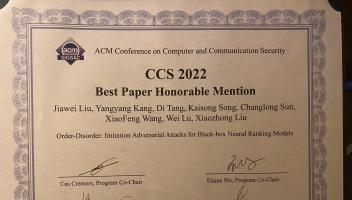 acm
SIGSAC
ACM Conference on Computer and Communication Security
CCS 2022
Best Paper Honorable Mention
Jiawei Liu, Yangyang Kang, Di Tang, Kaisong Song, Changlong Sun,
XiaoFeng Wang, Wei Lu, Xiaozhong Liu
Order-Disorder: Imitation Adversarial Attacks for Black-box Neural Ranking Models
Cas Cremers, Program Co-Chair
Elaine Shi, Program Co-Chair